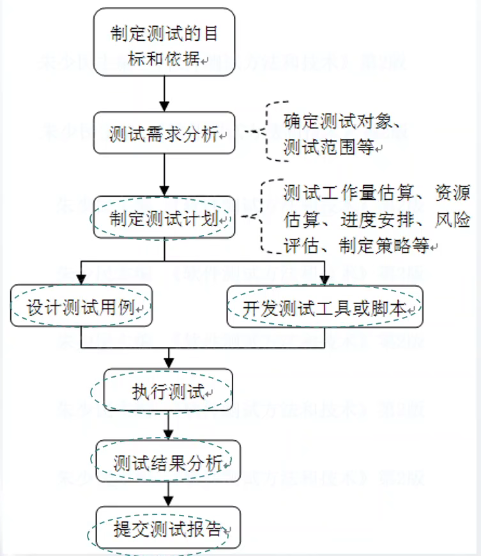 制定测试的目
标和依据
测试需求分析
确定测试对象、
测试范围等
制定测试计划
测试工作量估算、资源
估算、进度安排、风险
评估、制定策略等
设计测试用例
开发测试工具或脚本
执行测试
测试结果分析
提交测试报告